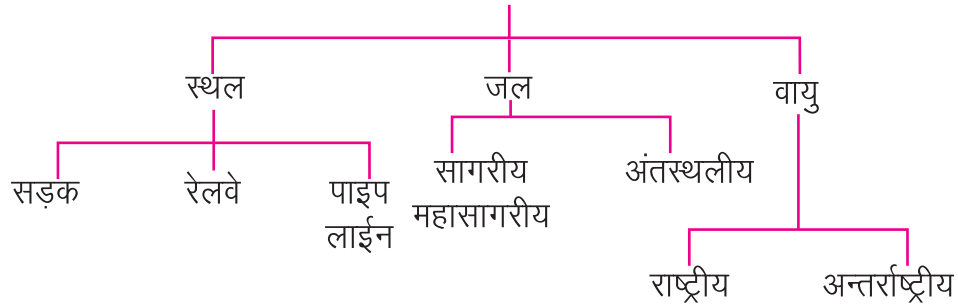 स्थल
जल
वायु
सड़क
रेलवे
पाइप
लाईन
सागरीय
महासागरीय
अंतस्थलीय
राष्ट्रीय
अन्तर्राष्ट्रीय